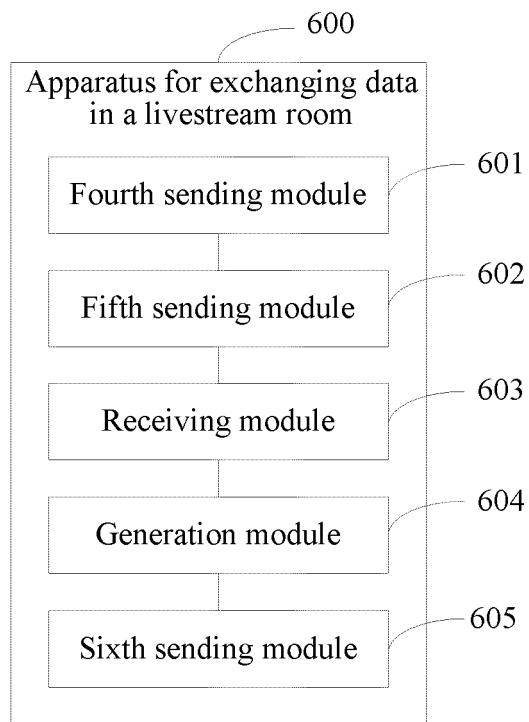 600
Apparatus for exchanging data
in a livestream room
Fourth sending module
601
Fifth sending module
602
Receiving module
603
Generation module
604
Sixth sending module
605